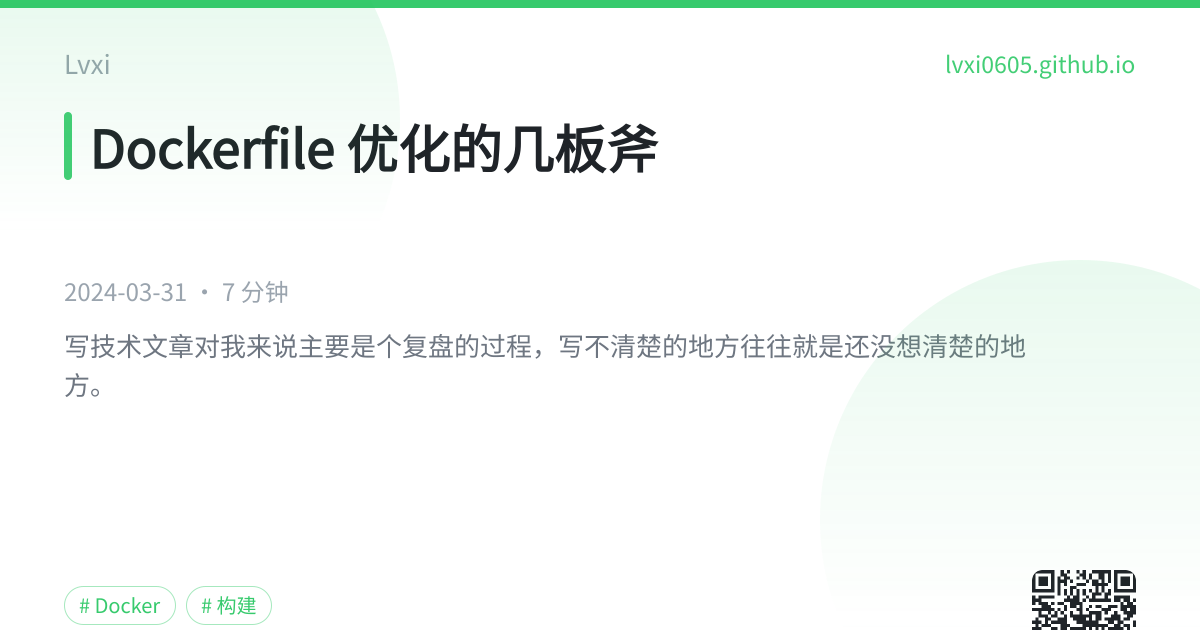 Lvxi
lvxi0605.github.io
Dockerfile 优化的几板斧
2024-03-31 · 7 分钟
写技术文章对我来说主要是个复盘的过程，写不清楚的地方往往就是还没想清楚的地
方。
# Docker
# 构建